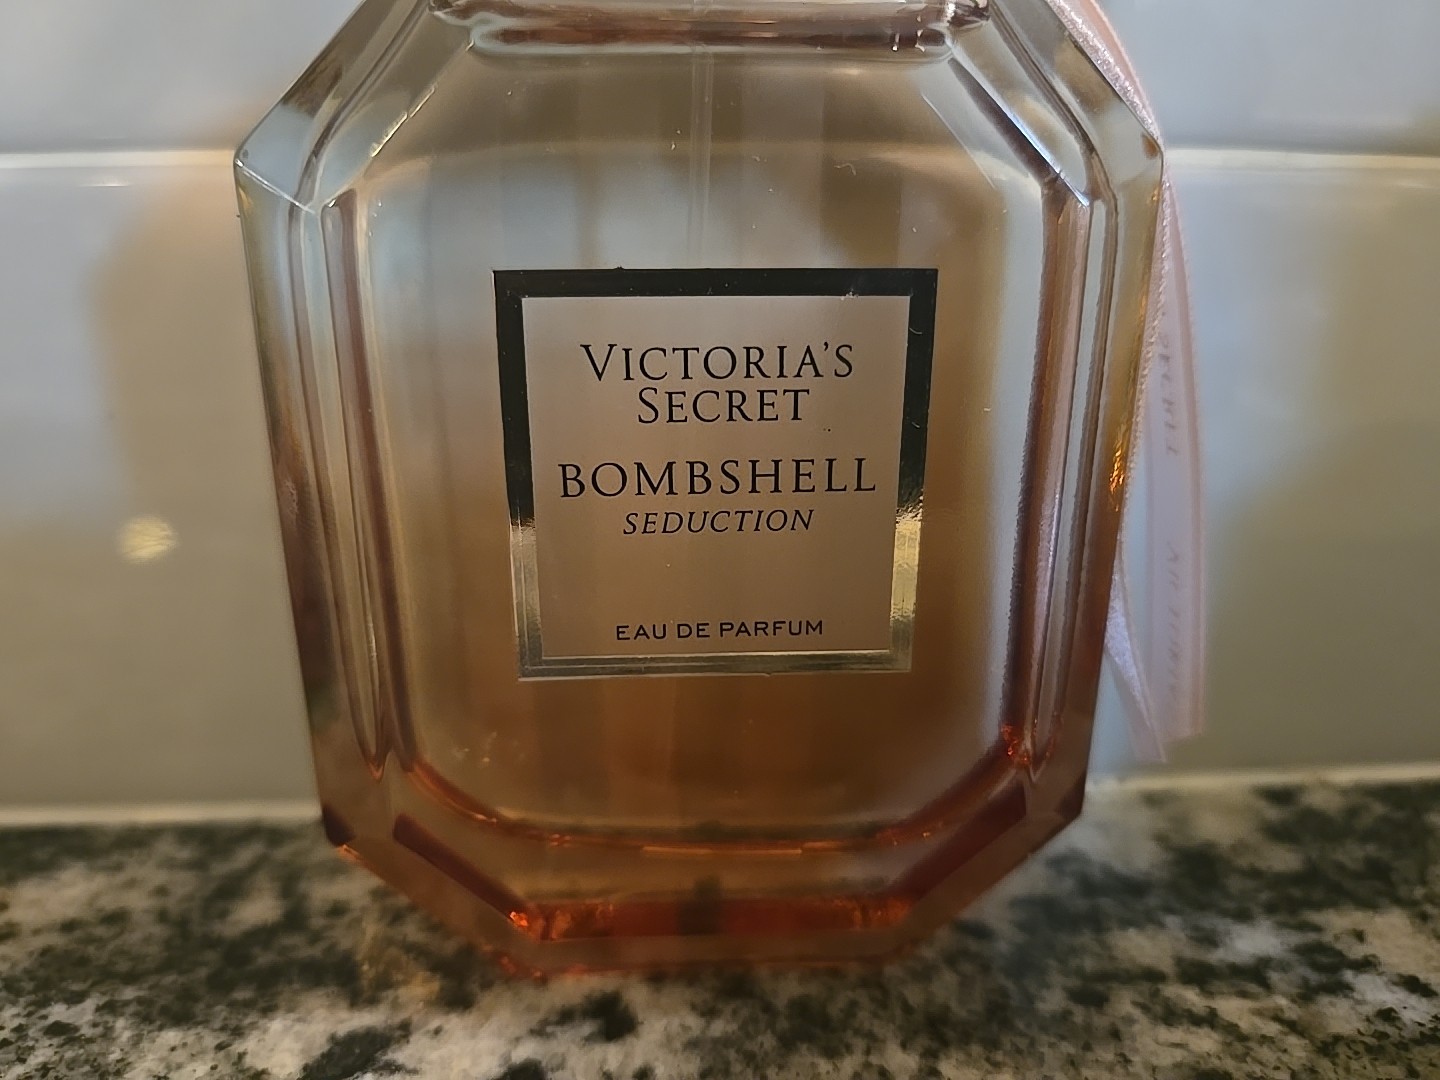 VICTORIA'S
SECRET
BOMBSHELL
SEDUCTION
EAU DE PARFUM